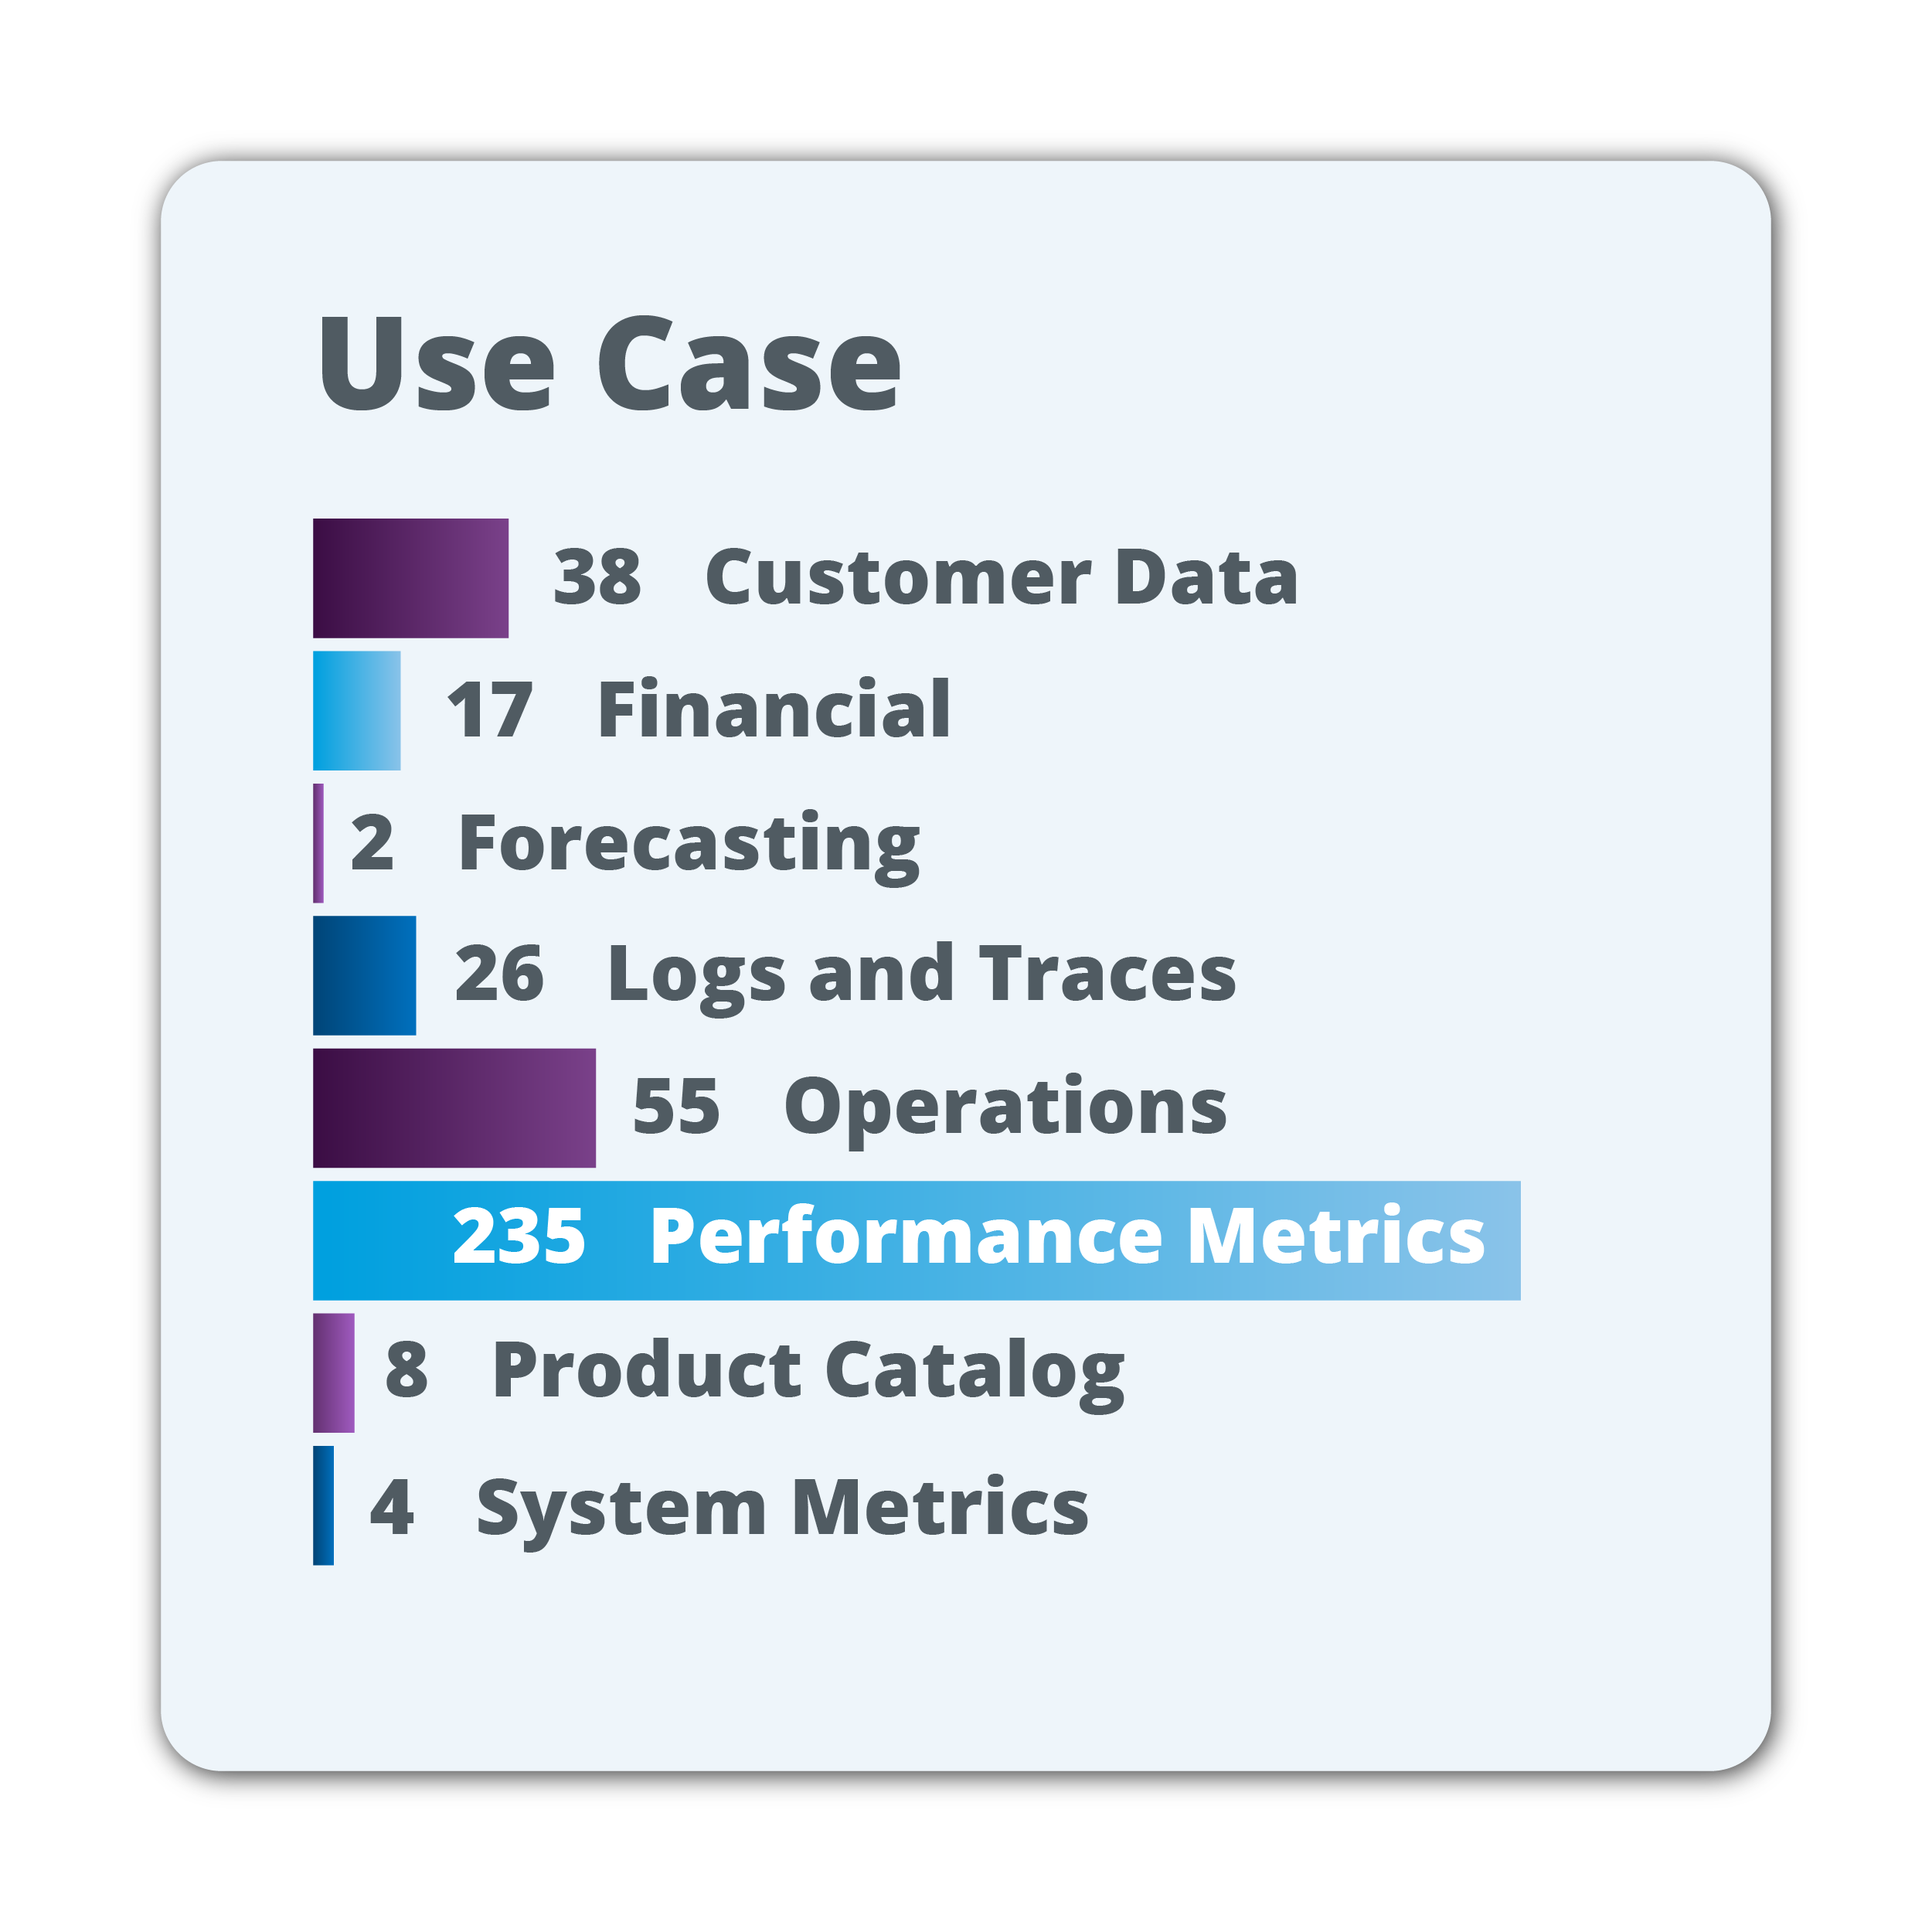 Use Case
38 Customer Data
17 Financial
2 Forecasting
26 Logs and Traces
55 Operations
235 Performance Metrics
8 Product Catalog
4 System Metrics